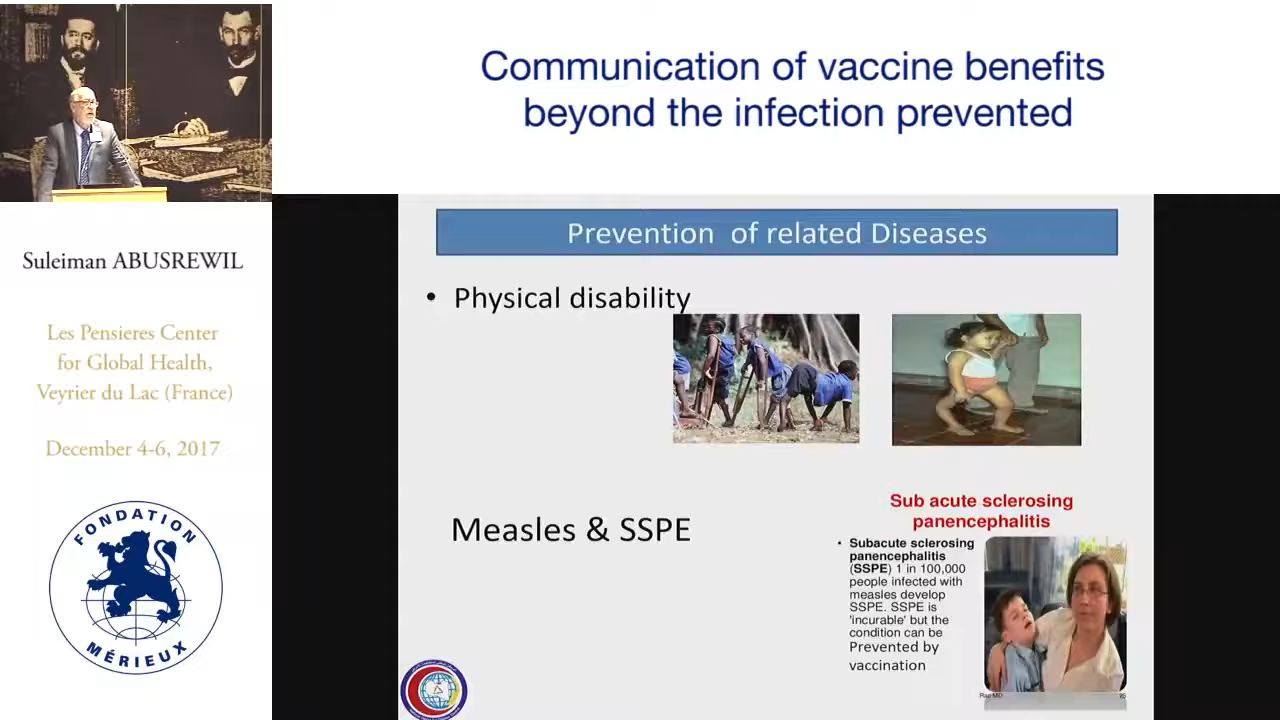 Communication of vaccine benefits
beyond the infection prevented
Suleiman ABUSREWIL
Les Pensieres Center
for Global Health,
Veyrier du Lac (France)
December 4-6, 2017
FONDATION
MÉRIEUX
Prevention of related Diseases
• Physical disability
Measles & SSPE
Sub acute sclerosing
panencephalitis
• Subacute sclerosing
panencephalitis
(SSPE) 1 in 100,000
people infected with
measles develop
SSPE. SSPE is
'incurable' but the
condition can be
Prevented by
vaccination